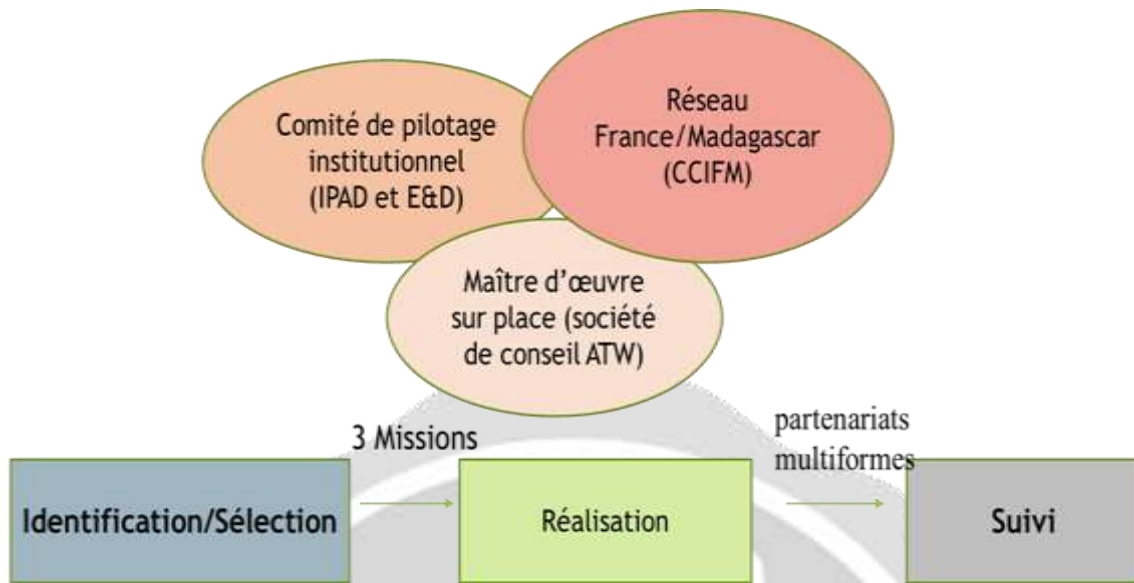 Comité de pilotage
institutionnel
(IPAD et E&D)
Réseau
France/Madagascar
(CCIFM)
Maître d’œuvre
sur place (société
de conseil ATW)
3 Missions
partenariats
multiformes
Identification/Sélection
Réalisation
Suivi